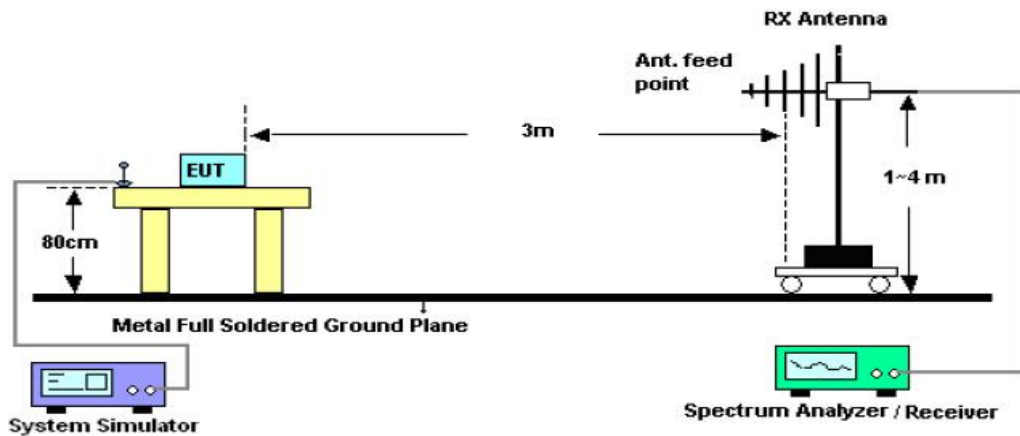 RX Antenna
Ant. feed
point
3m
EUT
1~4 m
80cm
Metal Full Soldered Ground Plane
System Simulator
Spectrum Analyzer / Receiver